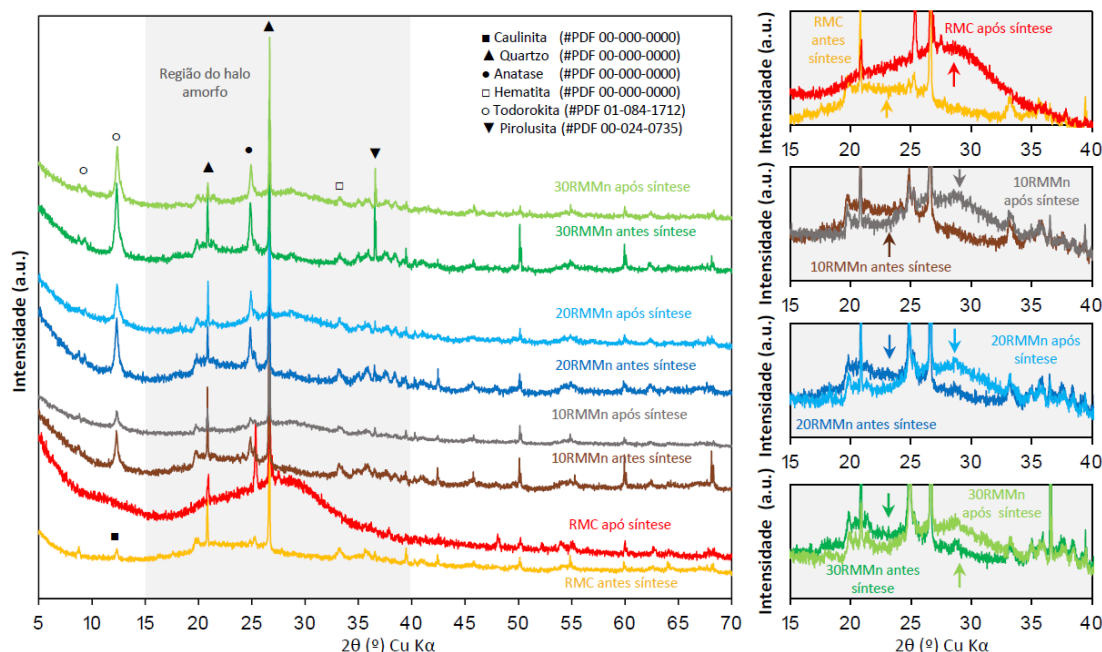 ■ Caulinita (#PDF 00-000-0000)
▲ Quartzo (#PDF 00-000-0000)
● Anatase (#PDF 00-000-0000)
□ Hematita (#PDF 00-000-0000)
○ Todorokita (#PDF 01-084-1712)
▼ Pirolusita (#PDF 00-024-0735)
Região do halo
amorfo
30RMMn após síntese
30RMMn antes síntese
20RMMn após síntese
20RMMn antes síntese
10RMMn após síntese
10RMMn antes síntese
RMC apó síntese
RMC antes síntese
Intensidade (a.u.)
5 10 15 20 25 30 35 40 45 50 55 60 65 70
2θ (º) Cu Kα
Intensidade (a.u.)
RMC
antes
síntese
RMC após síntese
15 20 25 30 35 40
Intensidade (a.u.)
10RMMn
após síntese
10RMMn antes síntese
15 20 25 30 35 40
Intensidade (a.u.)
20RMMn após
síntese
20RMMn antes síntese
15 20 25 30 35 40
Intensidade (a.u.)
30RMMn
após síntese
30RMMn antes
síntese
15 20 25 30 35 40
2θ (º) Cu Kα